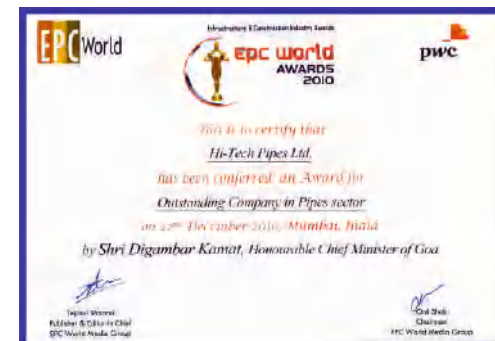 EPC World
Infrastructure & Construction Industry Awards
EPC World
AWARDS
2010
pwc
This is to certify that
Hi-Tech Pipes Ltd.
has been conferred an Award for
Outstanding Company in Pipes sector
on 22nd December 2010, Mumbai, India
by Shri Digambar Kamat, Honourable Chief Minister of Goa
Publisher & Editor-in-Chief
EPC World Media Group
Chairman
EPC World Media Group